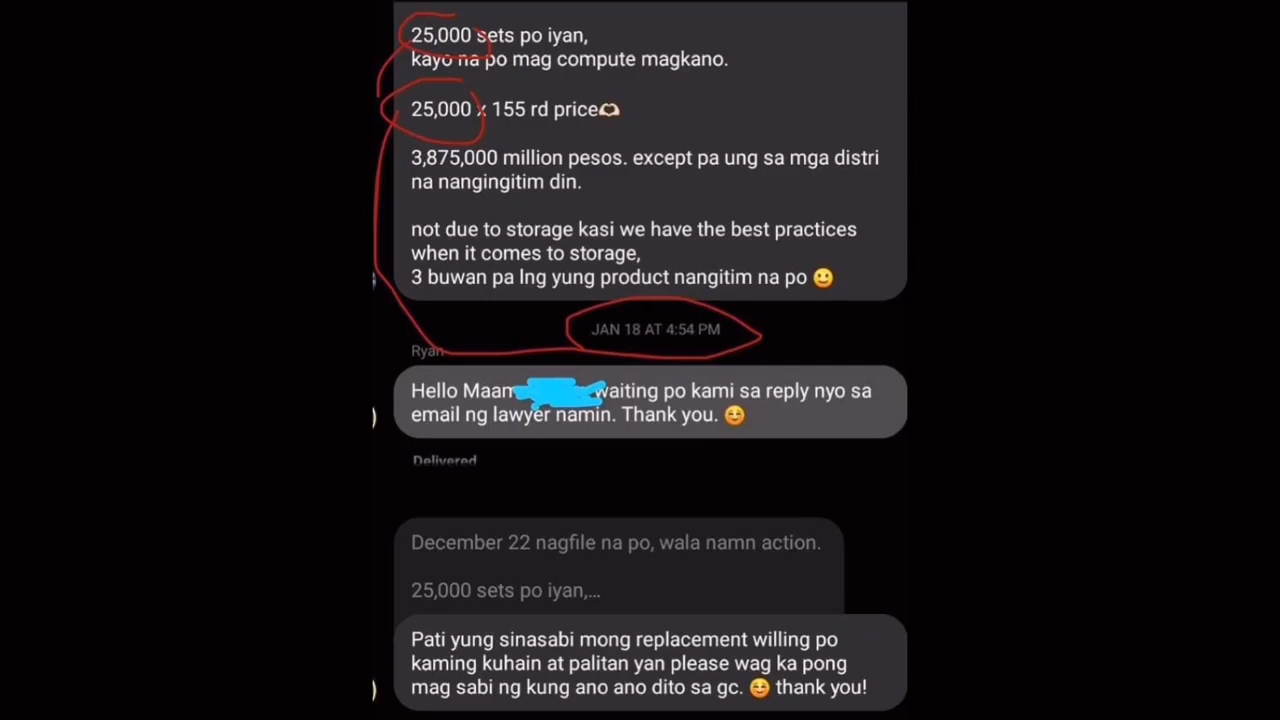 25,000 sets po iyan,
kayo na po mag compute magkano.
25,000 x 155 rd price🫶🏻
3,875,000 million pesos. except pa ung sa mga distri
na nangingitim din.
not due to storage kasi we have the best practices
when it comes to storage,
3 buwan pa lng yung product nangitim na po 🙂
JAN 18 AT 4:54 PM
Ryan
Hello Maam waiting po kami sa reply nyo sa
email ng lawyer namin. Thank you. ☺️
Delivered
December 22 nagfile na po, wala namn action.
25,000 sets po iyan,...
Pati yung sinasabi mong replacement willing po
kaming kuhain at palitan yan please wag ka pong
mag sabi ng kung ano ano dito sa gc. ☺️ thank you!